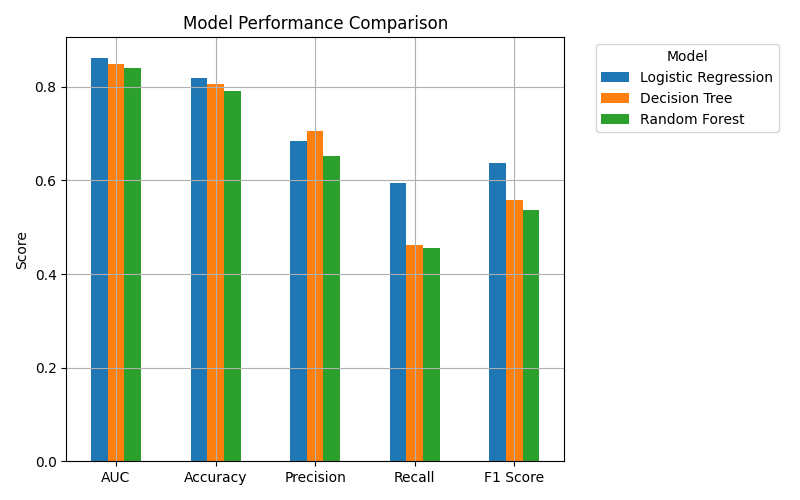 Model Performance Comparison
Model
Logistic Regression
Decision Tree
Random Forest
Score
0.8
0.6
0.4
0.2
0.0
AUC Accuracy Precision Recall F1 Score